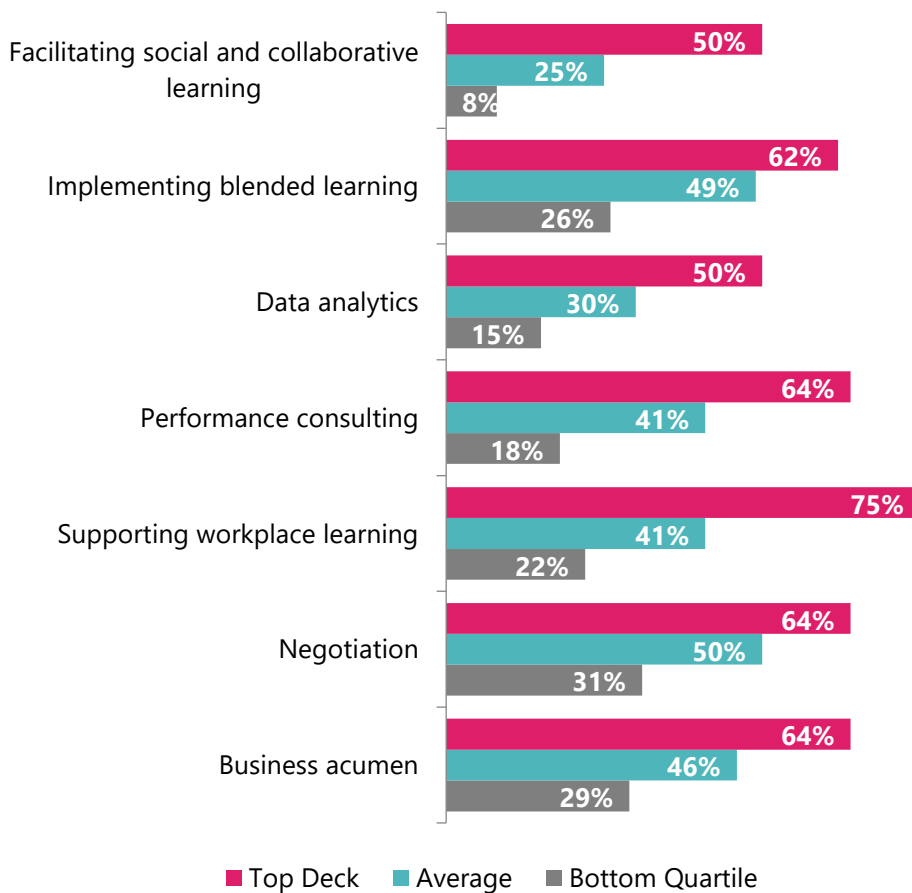 Facilitating social and collaborative
learning
50%
25%
8%
Implementing blended learning
62%
49%
26%
Data analytics
50%
30%
15%
Performance consulting
64%
41%
18%
Supporting workplace learning
75%
41%
22%
Negotiation
64%
50%
31%
Business acumen
64%
46%
29%
Top Deck Average Bottom Quartile